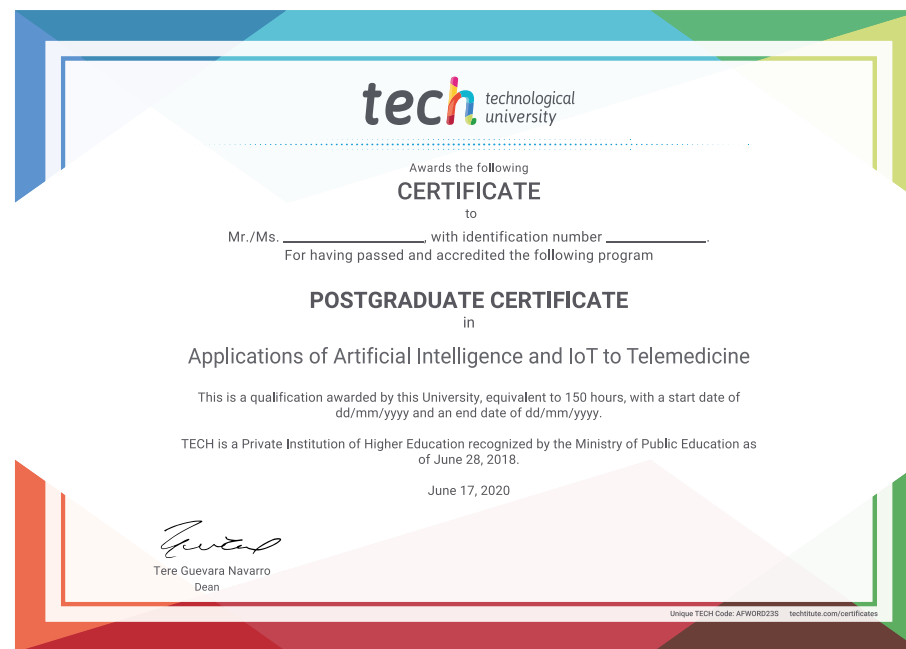 tech technological
university
Awards the following
CERTIFICATE
to
Mr./Ms. ____________________, with identification number ______________.
For having passed and accredited the following program
POSTGRADUATE CERTIFICATE
in
Applications of Artificial Intelligence and IoT to Telemedicine
This is a qualification awarded by this University, equivalent to 150 hours, with a start date of
dd/mm/yyyy and an end date of dd/mm/yyyy.
TECH is a Private Institution of Higher Education recognized by the Ministry of Public Education as
of June 28, 2018.
June 17, 2020
Tere Guevara Navarro
Dean
Unique TECH Code: AFWORD23S techtitute.com/certificates